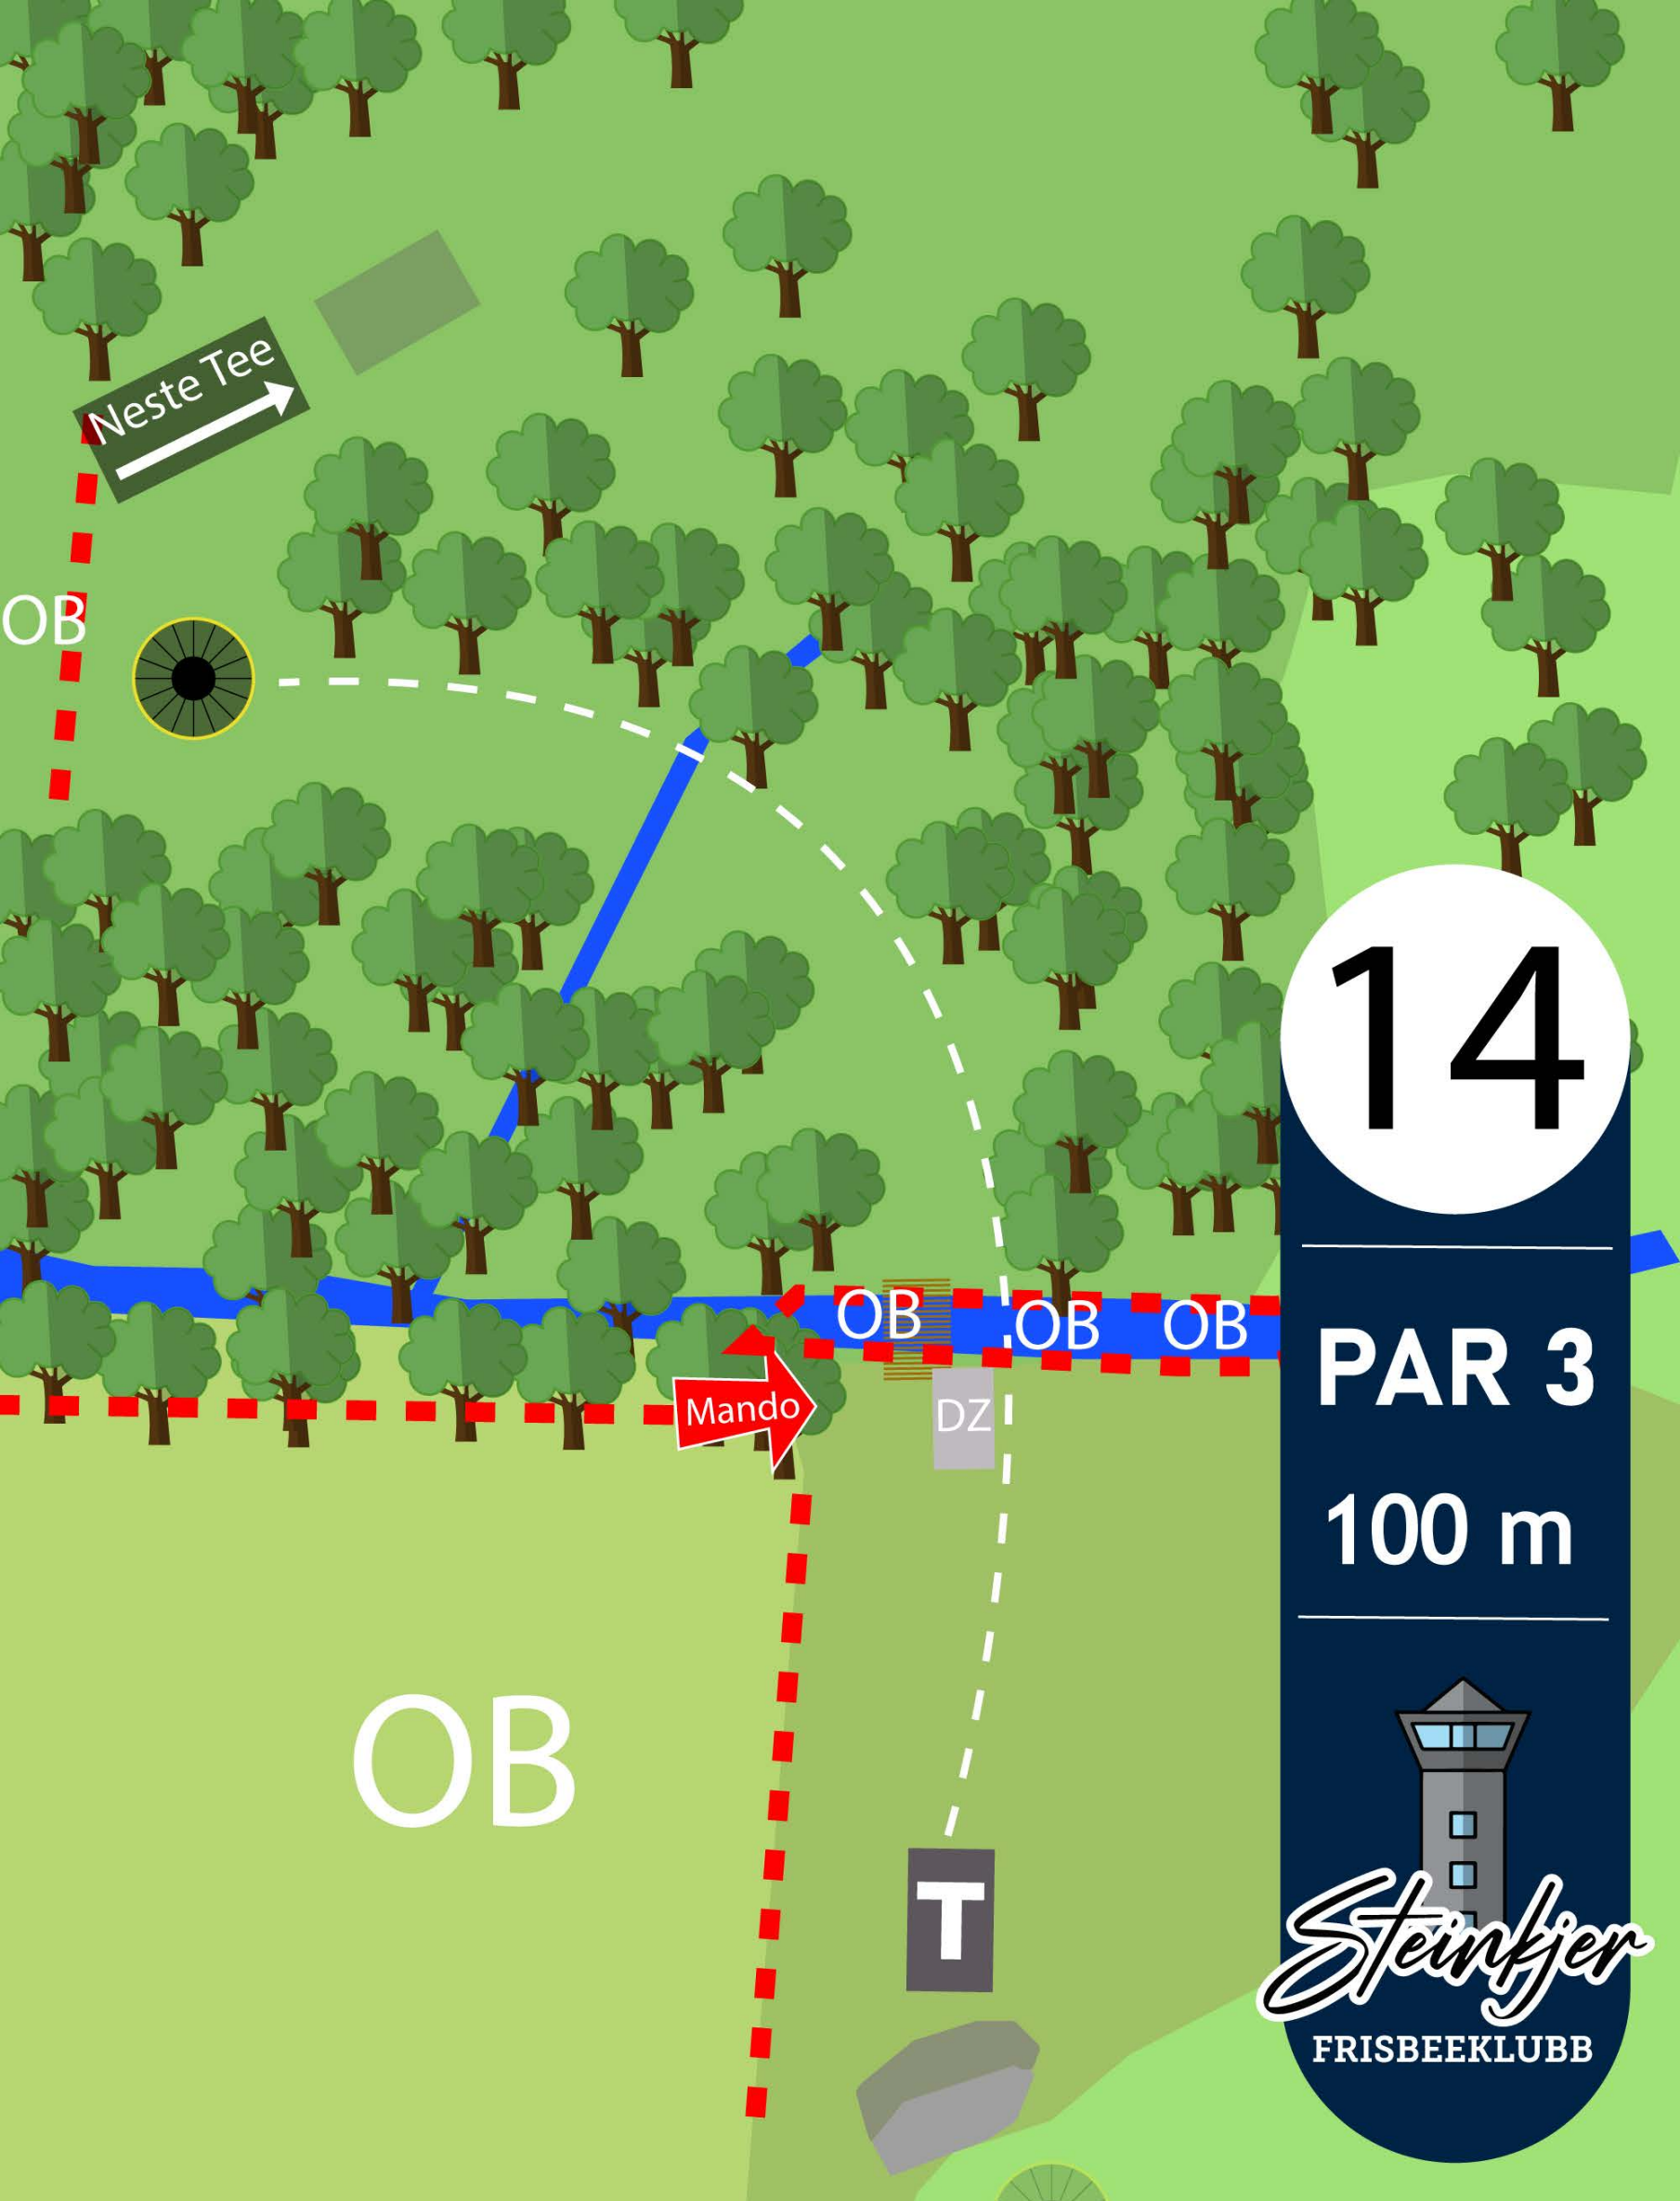 Neste Tee
OB
14
OB
OB
OB
PAR 3
Mando
DZ
100 m
OB
T
Steinkjer
FRISBEEKLUBB